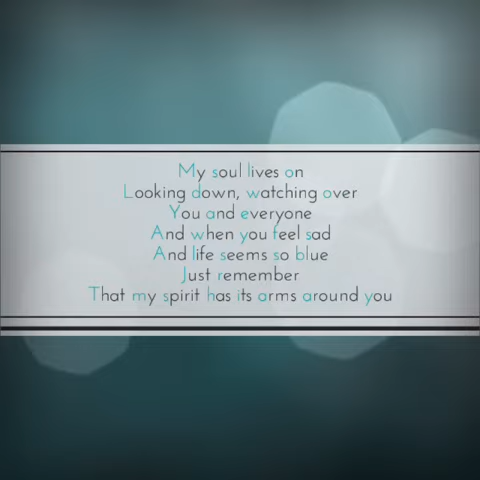 My soul lives on
Looking down, watching over
You and everyone
And when you feel sad
And life seems so blue
Just remember
That my spirit has its arms around you